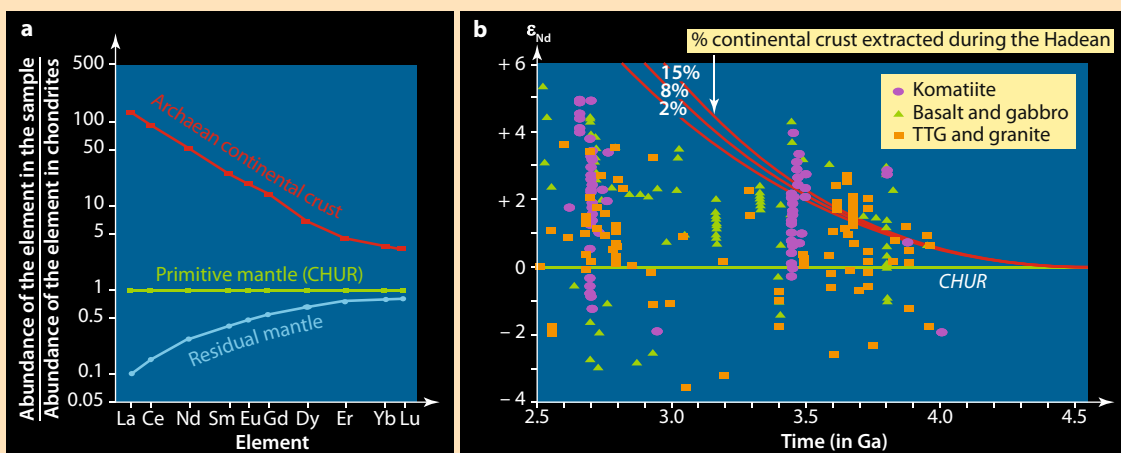 a
Abundance of the element in the sample
Abundance of the element in chondrites
500
100
50
10
5
1
0.5
0.1
0.05
Archaean continental crust
Primitive mantle (CHUR)
Residual mantle
La Ce Nd Sm Eu Gd Dy Er Yb Lu
Element
b
εNd
% continental crust extracted during the Hadean
+ 6
+ 4
+ 2
0
– 2
– 4
15%
8%
2%
Komatiite
Basalt and gabbro
TTG and granite
CHUR
2.5 3.0 3.5 4.0 4.5
Time (in Ga)